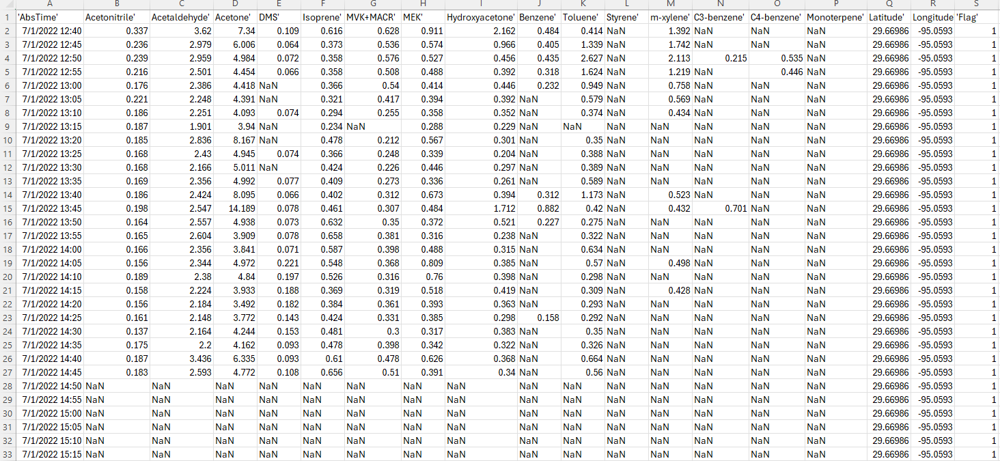 A B C D E F G H I J K L M N O P Q R S
1 'AbsTime' Acetonitrile' Acetaldehyde' Acetone' DMS' Isoprene' MVK+MACR' MEK' Hydroxyacetone' Benzene' Toluene' Styrene' m-xylene' C3-benzene' C4-benzene' Monoterpene' Latitude' Longitude 'Flag'
2 7/1/2022 12:40 0.337 3.62 7.34 0.109 0.616 0.628 0.911 2.162 0.484 0.414 NaN 1.392 NaN NaN NaN 29.66986 -95.0593 1
3 7/1/2022 12:45 0.236 2.979 6.006 0.064 0.373 0.536 0.574 0.966 0.405 1.339 NaN 1.742 NaN NaN NaN 29.66986 -95.0593 1
4 7/1/2022 12:50 0.239 2.959 4.984 0.072 0.358 0.576 0.527 0.456 0.435 2.627 NaN 2.113 0.215 0.535 NaN 29.66986 -95.0593 1
5 7/1/2022 12:55 0.216 2.501 4.454 0.066 0.358 0.508 0.488 0.392 0.318 1.624 NaN 1.219 NaN 0.446 NaN 29.66986 -95.0593 1
6 7/1/2022 13:00 0.176 2.386 4.418 NaN 0.366 0.54 0.414 0.446 0.232 0.949 NaN 0.758 NaN NaN NaN 29.66986 -95.0593 1
7 7/1/2022 13:05 0.221 2.248 4.391 NaN 0.321 0.417 0.394 0.392 NaN 0.579 NaN 0.569 NaN NaN NaN 29.66986 -95.0593 1
8 7/1/2022 13:10 0.186 2.251 4.093 0.074 0.294 0.255 0.358 0.352 NaN 0.374 NaN 0.434 NaN NaN NaN 29.66986 -95.0593 1
9 7/1/2022 13:15 0.187 1.901 3.94 NaN 0.234 NaN 0.288 0.229 NaN NaN NaN NaN NaN NaN NaN 29.66986 -95.0593 1
10 7/1/2022 13:20 0.185 2.836 8.167 NaN 0.478 0.212 0.567 0.301 NaN 0.35 NaN NaN NaN NaN NaN 29.66986 -95.0593 1
11 7/1/2022 13:25 0.168 2.43 4.945 0.074 0.366 0.248 0.339 0.204 NaN 0.388 NaN NaN NaN NaN NaN 29.66986 -95.0593 1
12 7/1/2022 13:30 0.168 2.166 5.011 NaN 0.424 0.226 0.446 0.297 NaN 0.389 NaN NaN NaN NaN NaN 29.66986 -95.0593 1
13 7/1/2022 13:35 0.169 2.356 4.992 0.077 0.409 0.273 0.336 0.261 NaN 0.589 NaN NaN NaN NaN NaN 29.66986 -95.0593 1
14 7/1/2022 13:40 0.186 2.424 8.095 0.066 0.402 0.312 0.673 0.394 0.312 1.173 NaN 0.523 NaN NaN NaN 29.66986 -95.0593 1
15 7/1/2022 13:45 0.198 2.547 14.189 0.078 0.461 0.307 0.484 1.712 0.882 0.42 NaN 0.432 0.701 NaN NaN 29.66986 -95.0593 1
16 7/1/2022 13:50 0.164 2.557 4.938 0.073 0.632 0.35 0.372 0.521 0.227 0.275 NaN NaN NaN NaN NaN 29.66986 -95.0593 1
17 7/1/2022 13:55 0.165 2.604 3.909 0.078 0.658 0.381 0.316 0.238 NaN 0.322 NaN NaN NaN NaN NaN 29.66986 -95.0593 1
18 7/1/2022 14:00 0.166 2.356 3.841 0.071 0.587 0.398 0.488 0.315 NaN 0.634 NaN NaN NaN NaN NaN 29.66986 -95.0593 1
19 7/1/2022 14:05 0.156 2.344 4.972 0.221 0.548 0.368 0.809 0.385 NaN 0.57 NaN 0.498 NaN NaN NaN 29.66986 -95.0593 1
20 7/1/2022 14:10 0.189 2.38 4.84 0.197 0.526 0.316 0.76 0.398 NaN 0.298 NaN NaN NaN NaN NaN 29.66986 -95.0593 1
21 7/1/2022 14:15 0.158 2.224 3.933 0.188 0.369 0.319 0.518 0.419 NaN 0.309 NaN 0.428 NaN NaN NaN 29.66986 -95.0593 1
22 7/1/2022 14:20 0.156 2.184 3.492 0.182 0.384 0.361 0.393 0.363 NaN 0.293 NaN NaN NaN NaN NaN 29.66986 -95.0593 1
23 7/1/2022 14:25 0.161 2.148 3.772 0.143 0.424 0.331 0.385 0.298 0.158 0.292 NaN NaN NaN NaN NaN 29.66986 -95.0593 1
24 7/1/2022 14:30 0.137 2.164 4.244 0.153 0.481 0.3 0.317 0.383 NaN 0.35 NaN NaN NaN NaN NaN 29.66986 -95.0593 1
25 7/1/2022 14:35 0.175 2.2 4.162 0.093 0.478 0.398 0.342 0.322 NaN 0.326 NaN NaN NaN NaN NaN 29.66986 -95.0593 1
26 7/1/2022 14:40 0.187 3.436 6.335 0.093 0.61 0.478 0.626 0.368 NaN 0.664 NaN NaN NaN NaN NaN 29.66986 -95.0593 1
27 7/1/2022 14:45 0.183 2.593 4.772 0.108 0.656 0.51 0.391 0.34 NaN 0.56 NaN NaN NaN NaN NaN 29.66986 -95.0593 1
28 7/1/2022 14:50 NaN NaN NaN NaN NaN NaN NaN NaN NaN NaN NaN NaN NaN NaN NaN 29.66986 -95.0593 1
29 7/1/2022 14:55 NaN NaN NaN NaN NaN NaN NaN NaN NaN NaN NaN NaN NaN NaN NaN 29.66986 -95.0593 1
30 7/1/2022 15:00 NaN NaN NaN NaN NaN NaN NaN NaN NaN NaN NaN NaN NaN NaN NaN 29.66986 -95.0593 1
31 7/1/2022 15:05 NaN NaN NaN NaN NaN NaN NaN NaN NaN NaN NaN NaN NaN NaN NaN 29.66986 -95.0593 1
32 7/1/2022 15:10 NaN NaN NaN NaN NaN NaN NaN NaN NaN NaN NaN NaN NaN NaN NaN 29.66986 -95.0593 1
33 7/1/2022 15:15 NaN NaN NaN NaN NaN NaN NaN NaN NaN NaN NaN NaN NaN NaN NaN 29.66986 -95.0593 1